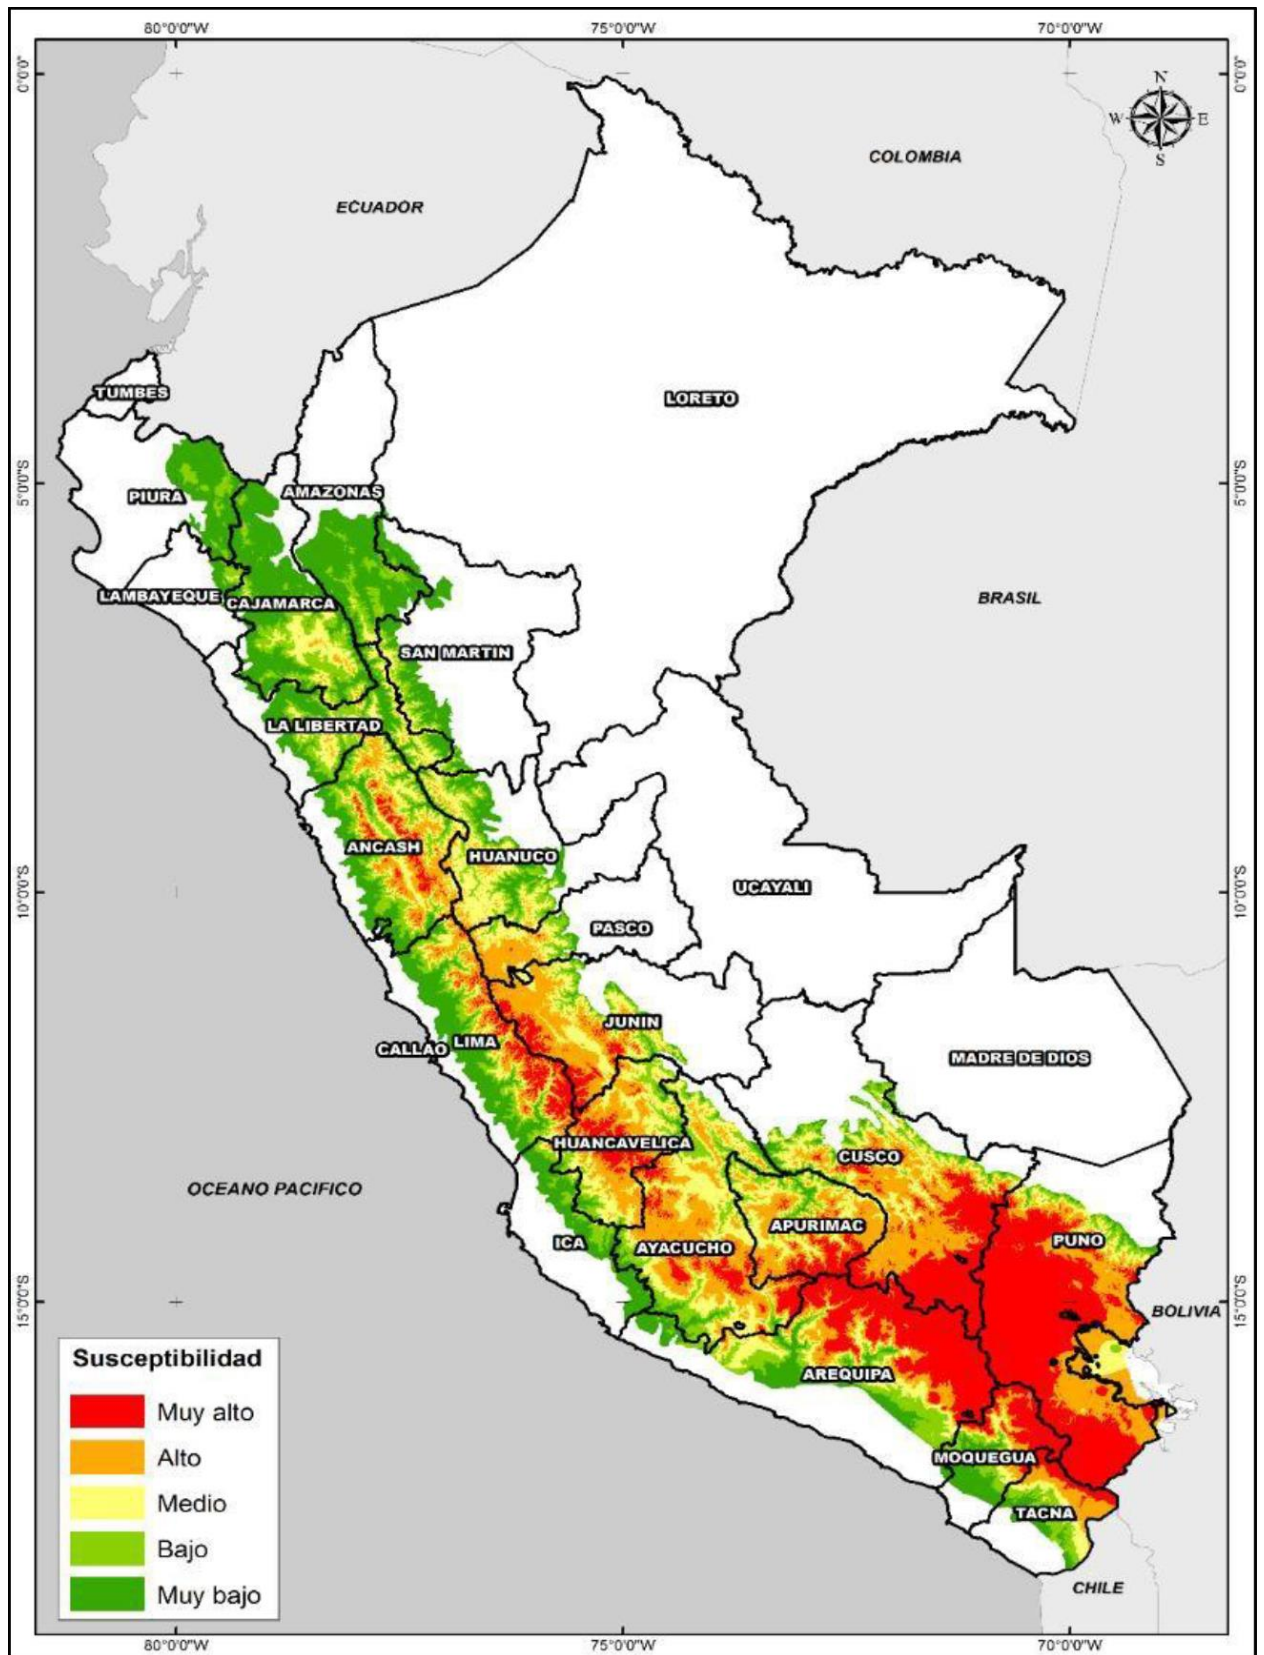 80°0'0"W 75°0'0"W 70°0'0"W
0°0'0" 0°0'0"
N
W E
S
COLOMBIA
ECUADOR
TUMBES
LORETO
5°0'0"S 5°0'0"S
PIURA
AMAZONAS
LAMBAYEQUE
CAJAMARCA
BRASIL
SAN MARTIN
LA LIBERTAD
ANCASH
HUANUCO
UCAYALI
10°0'0"S 10°0'0"S
PASCO
JUNIN
CALLAO
LIMA
MADRE DE DIOS
HUANCAVELICA
CUSCO
OCEANO PACIFICO
APURIMAC
ICA
AYACUCHO
PUNO
15°0'0"S 15°0'0"S
BOLIVIA
AREQUIPA
MOQUEGUA
TACNA
CHILE
Susceptibilidad
Muy alto
Alto
Medio
Bajo
Muy bajo
80°0'0"W 75°0'0"W 70°0'0"W